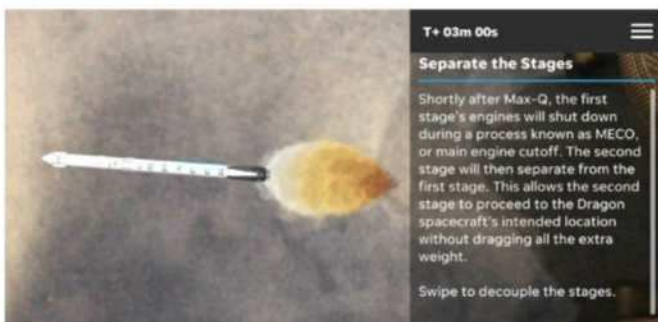 T+ 03m 00s
Separate the Stages
Shortly after Max-Q, the first
stage's engines will shut down
during a process known as MECO,
or main engine cutoff. The second
stage will then separate from the
first stage. This allows the second
stage to proceed to the Dragon
spacecraft's intended location
without dragging all the extra
weight.
Swipe to decouple the stages.